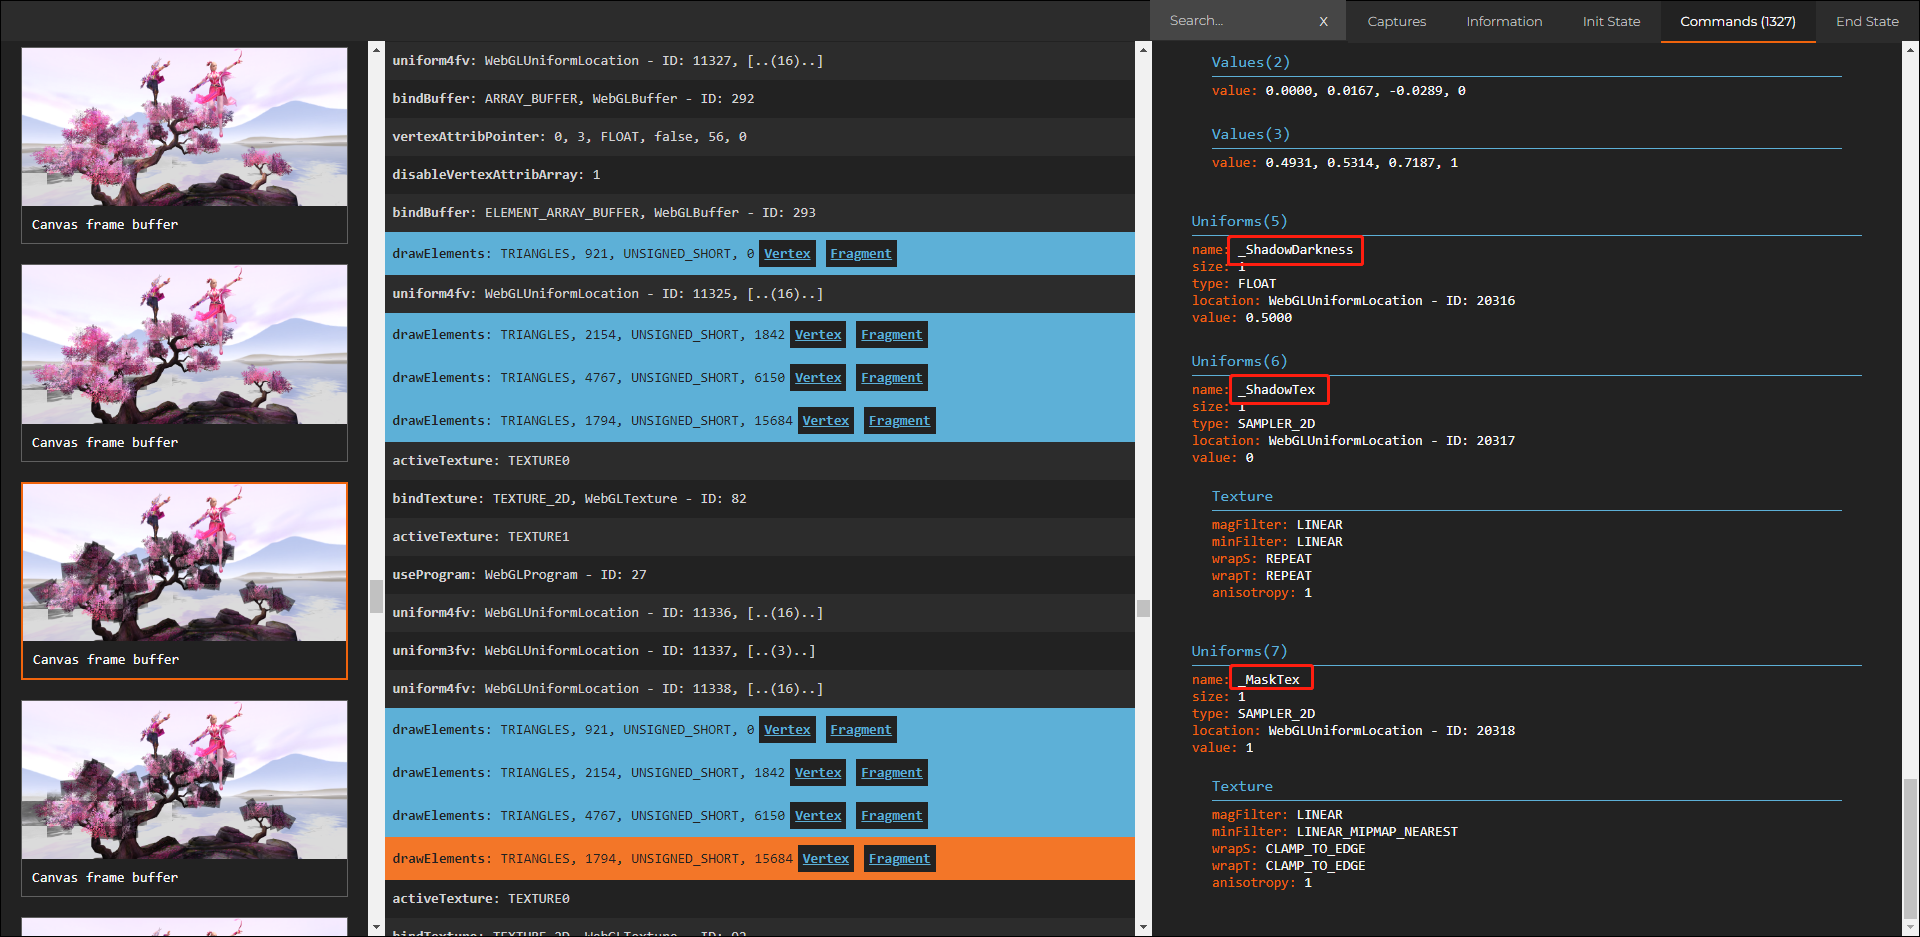 Search...
X
Captures
Information
Init State
Commands (1327)
End State
Canvas frame buffer
Canvas frame buffer
Canvas frame buffer
Canvas frame buffer
uniform4fv: WebGLUniformLocation - ID: 11327, [..(16)..]
bindBuffer: ARRAY_BUFFER, WebGLBuffer - ID: 292
vertexAttribPointer: 0, 3, FLOAT, false, 56, 0
disableVertexAttribArray: 1
bindBuffer: ELEMENT_ARRAY_BUFFER, WebGLBuffer - ID: 293
drawElements: TRIANGLES, 921, UNSIGNED_SHORT, 0 Vertex Fragment
uniform4fv: WebGLUniformLocation - ID: 11325, [..(16)..]
drawElements: TRIANGLES, 2154, UNSIGNED_SHORT, 1842 Vertex Fragment
drawElements: TRIANGLES, 4767, UNSIGNED_SHORT, 6150 Vertex Fragment
drawElements: TRIANGLES, 1794, UNSIGNED_SHORT, 15684 Vertex Fragment
activeTexture: TEXTURE0
bindTexture: TEXTURE_2D, WebGLTexture - ID: 82
activeTexture: TEXTURE1
useProgram: WebGLProgram - ID: 27
uniform4fv: WebGLUniformLocation - ID: 11336, [..(16)..]
uniform3fv: WebGLUniformLocation - ID: 11337, [..(3)..]
uniform4fv: WebGLUniformLocation - ID: 11338, [..(16)..]
drawElements: TRIANGLES, 921, UNSIGNED_SHORT, 0 Vertex Fragment
drawElements: TRIANGLES, 2154, UNSIGNED_SHORT, 1842 Vertex Fragment
drawElements: TRIANGLES, 4767, UNSIGNED_SHORT, 6150 Vertex Fragment
drawElements: TRIANGLES, 1794, UNSIGNED_SHORT, 15684 Vertex Fragment
activeTexture: TEXTURE0
bindTexture: TEXTURE_2D, WebGLTexture - ID: 92
Values(2)
value: 0.0000, 0.0167, -0.0289, 0
Values(3)
value: 0.4931, 0.5314, 0.7187, 1
Uniforms(5)
name: _ShadowDarkness
size: 1
type: FLOAT
location: WebGLUniformLocation - ID: 20316
value: 0.5000
Uniforms(6)
name: _ShadowTex
size: 1
type: SAMPLER_2D
location: WebGLUniformLocation - ID: 20317
value: 0
Texture
magFilter: LINEAR
minFilter: LINEAR
wrapS: REPEAT
wrapT: REPEAT
anisotropy: 1
Uniforms(7)
name: _MaskTex
size: 1
type: SAMPLER_2D
location: WebGLUniformLocation - ID: 20318
value: 1
Texture
magFilter: LINEAR
minFilter: LINEAR_MIPMAP_NEAREST
wrapS: CLAMP_TO_EDGE
wrapT: CLAMP_TO_EDGE
anisotropy: 1